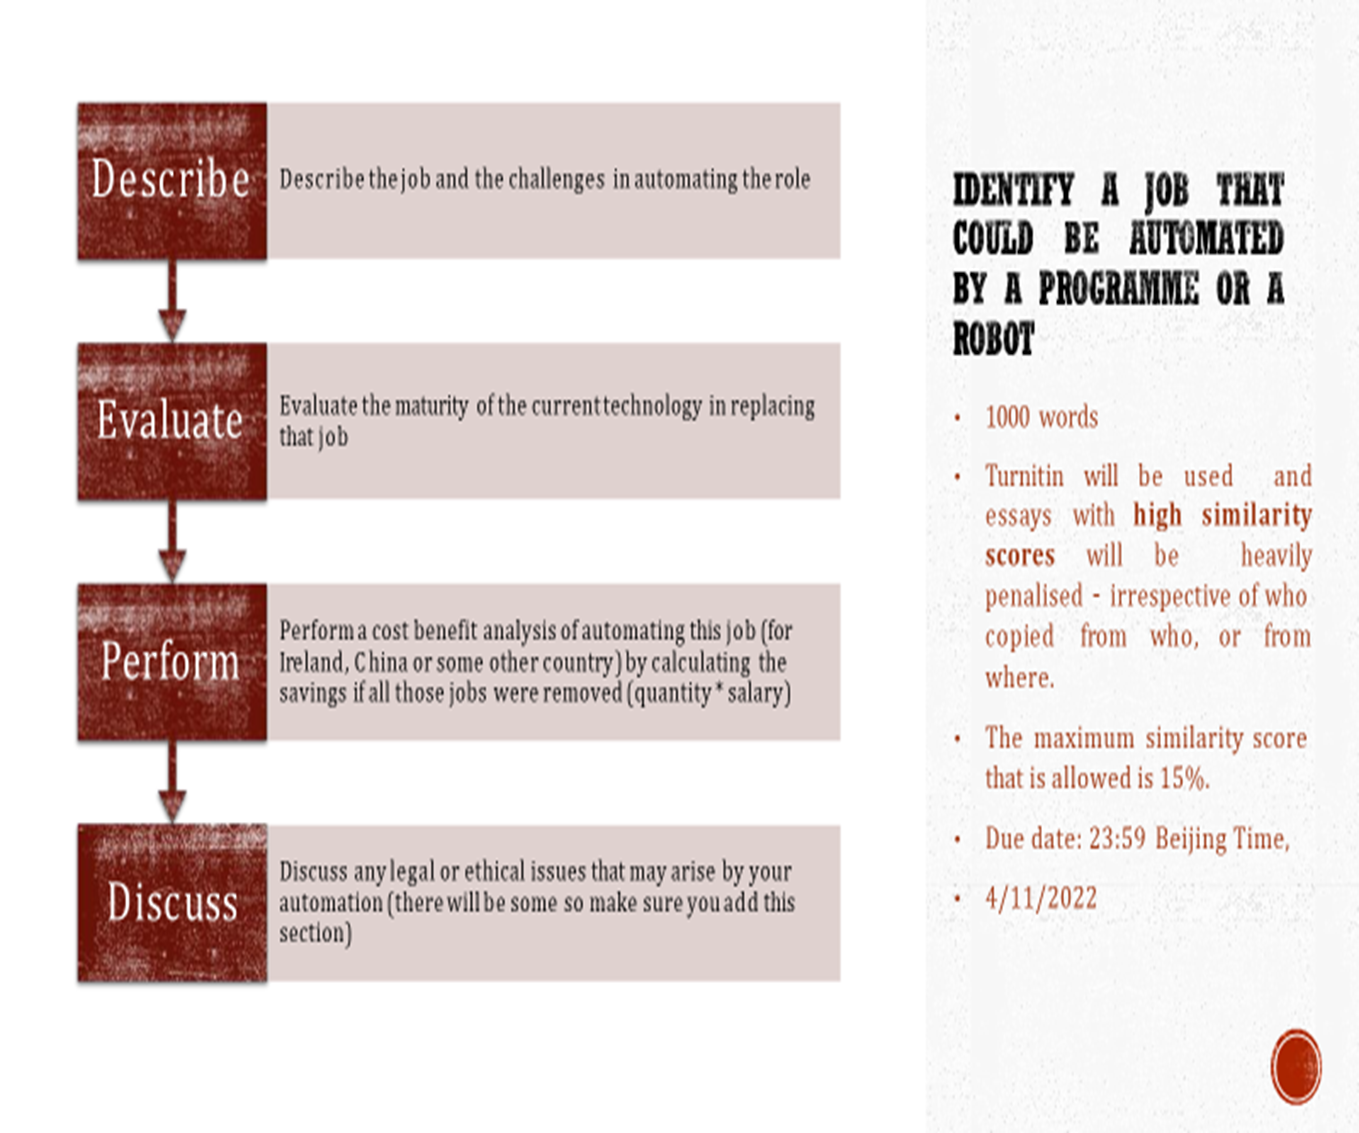 Describe
Describe the job and the challenges in automating the role
Evaluate
Evaluate the maturity of the current technology in replacing
that job
Perform
Perform a cost benefit analysis of automating this job (for
Ireland, China or some other country) by calculating the
savings if all those jobs were removed (quantity * salary)
Discuss
Discuss any legal or ethical issues that may arise by your
automation (there will be some so make sure you add this
section)
IDENTIFY A JOB THAT
COULD BE AUTOMATED
BY A PROGRAMME OR A
ROBOT
• 1000 words
• Turnitin will be used and
essays with high similarity
scores will be heavily
penalised - irrespective of who
copied from who, or from
where.
• The maximum similarity score
that is allowed is 15%.
• Due date: 23:59 Beijing Time,
• 4/11/2022